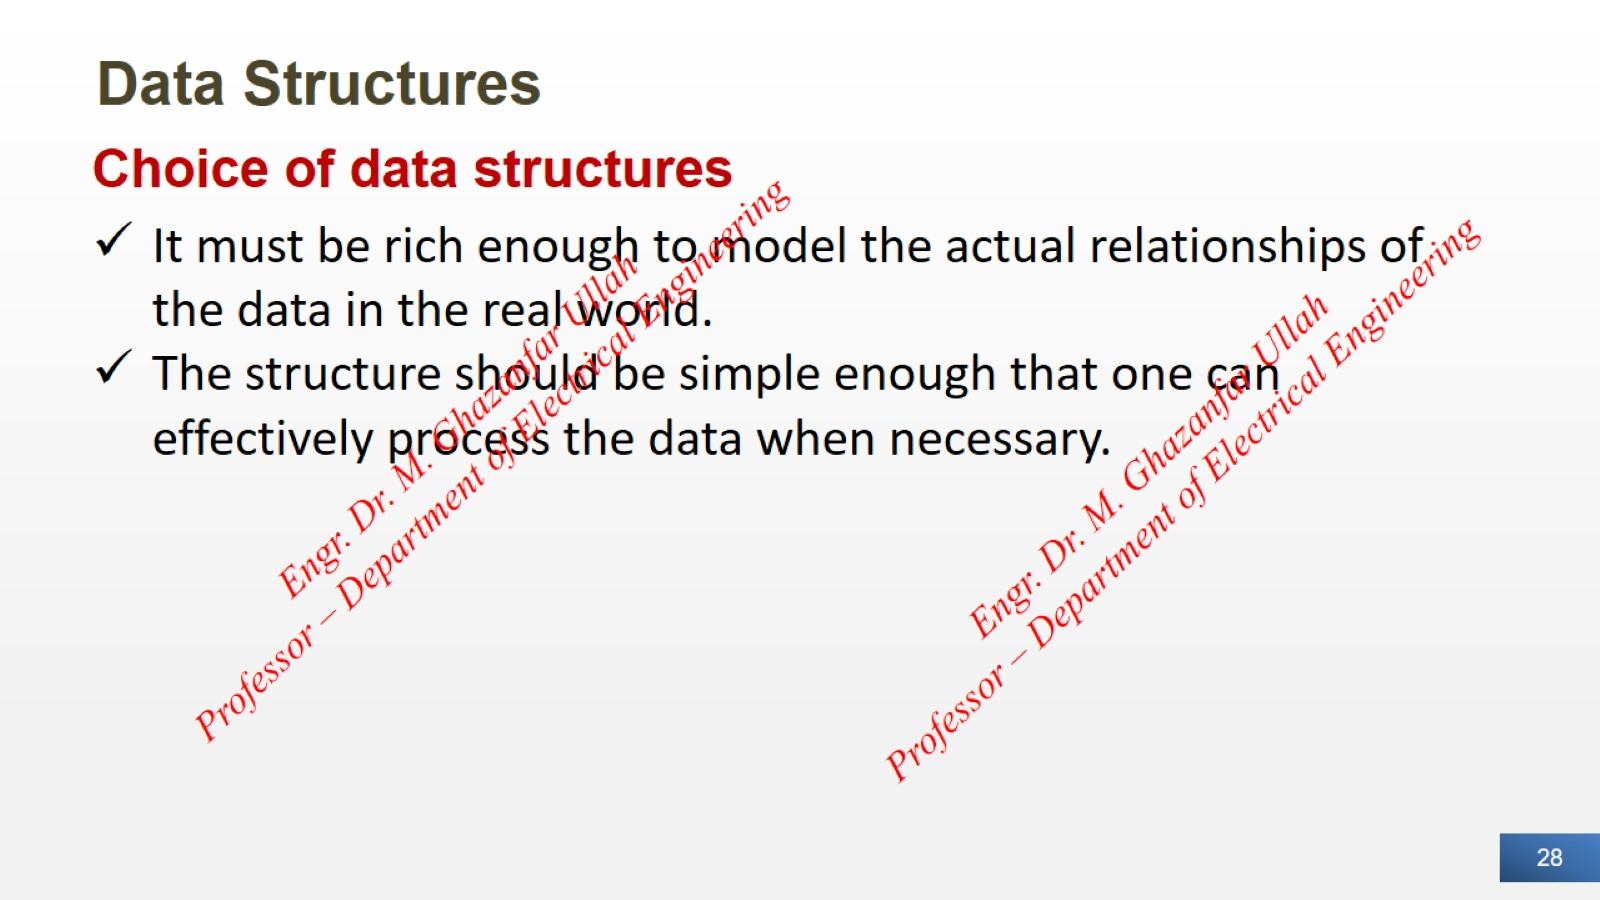 Data Structures
Choice of data structures
✓ It must be rich enough to model the actual relationships of
the data in the real world.
✓ The structure should be simple enough that one can
effectively process the data when necessary.
Engr. Dr. M. Ghazanfar Ullah
Professor – Department of Electrical Engineering
Engr. Dr. M. Ghazanfar Ullah
Professor – Department of Electrical Engineering
28